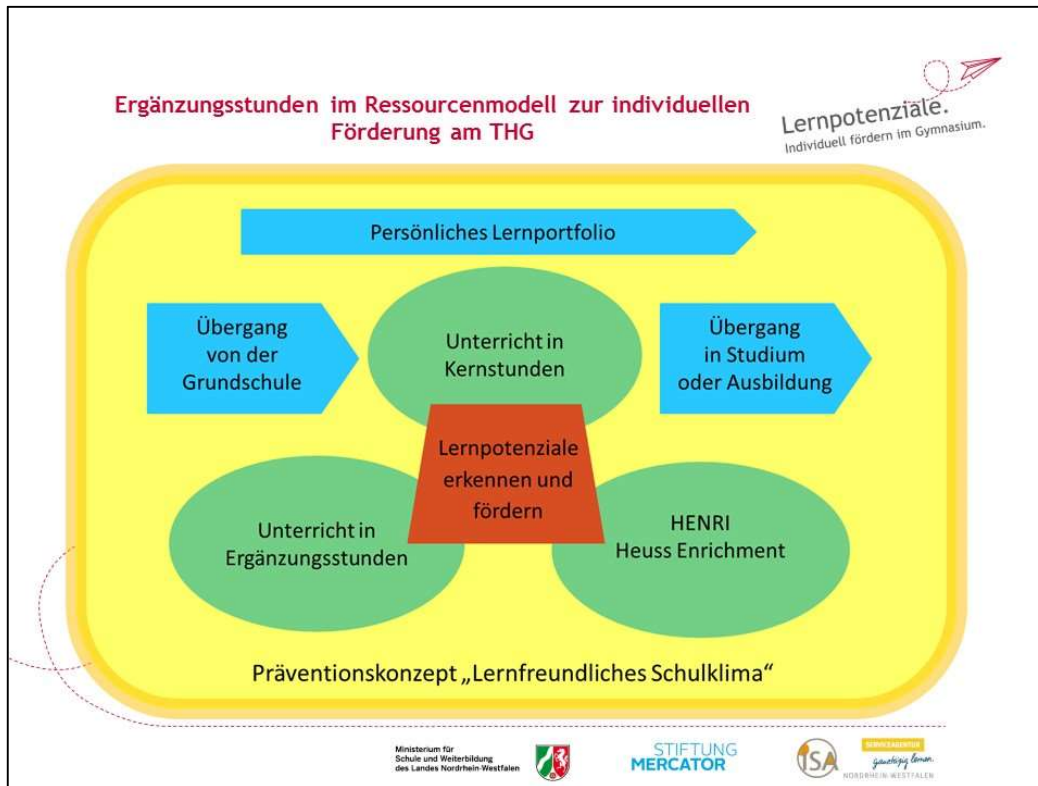 Ergänzungsstunden im Ressourcenmodell zur individuellen
Förderung am THG
Lernpotenziale.
Individuell fördern im Gymnasium.
Persönliches Lernportfolio
Übergang
von der
Grundschule
Unterricht in
Kernstunden
Übergang
in Studium
oder Ausbildung
Lernpotenziale
erkennen und
fördern
Unterricht in
Ergänzungsstunden
HENRI
Heuss Enrichment
Präventionskonzept „Lernfreundliches Schulklima“
Ministerium für
Schule und Weiterbildung
des Landes Nordrhein-Westfalen
STIFTUNG
MERCATOR
ISA
SERVICEAGENTUR
ganztägig lernen.
NORDRHEIN-WESTFALEN